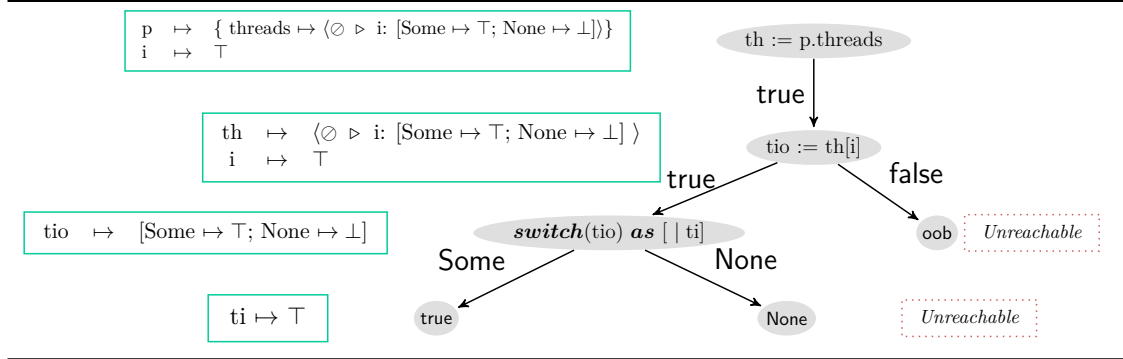 p ↦ { threads ↦ ⟨⊘ ▹ i: [Some ↦ ⊤; None ↦ ⊥]⟩}
i ↦ ⊤
th := p.threads
true
th ↦ ⟨⊘ ▹ i: [Some ↦ ⊤; None ↦ ⊥] ⟩
i ↦ ⊤
tio := th[i]
true
false
tio ↦ [Some ↦ ⊤; None ↦ ⊥]
switch(tio) as [ | ti]
oob
Unreachable
Some
None
ti ↦ ⊤
true
None
Unreachable